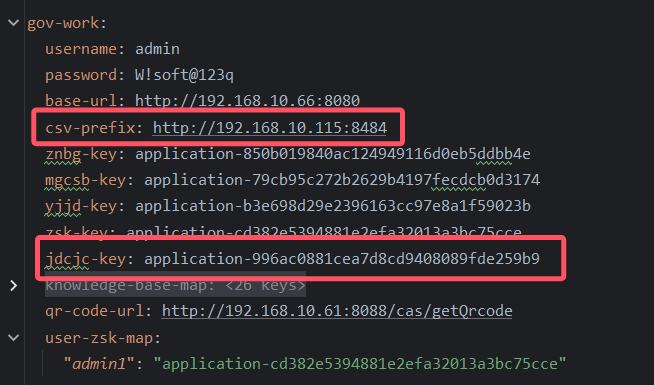 gov-work:
username: admin
password: W!soft@123q
base-url: http://192.168.10.66:8080
csv-prefix: http://192.168.10.115:8484
znbg-key: application-850b019840ac124949116d0eb5ddbb4e
mgcsb-key: application-79cb95c272b2629b4197fecdcb0d3174
yjjd-key: application-b3e698d29e2396163cc97e8a1f59023b
zsk-key: application-cd382e5394881e2efa32013a3bc75cce
jdcjc-key: application-996ac0881cea7d8cd9408089fde259b9
knowledge-base-map: <26 keys>
qr-code-url: http://192.168.10.61:8088/cas/getQrcode
user-zsk-map:
"admin1": "application-cd382e5394881e2efa32013a3bc75cce"